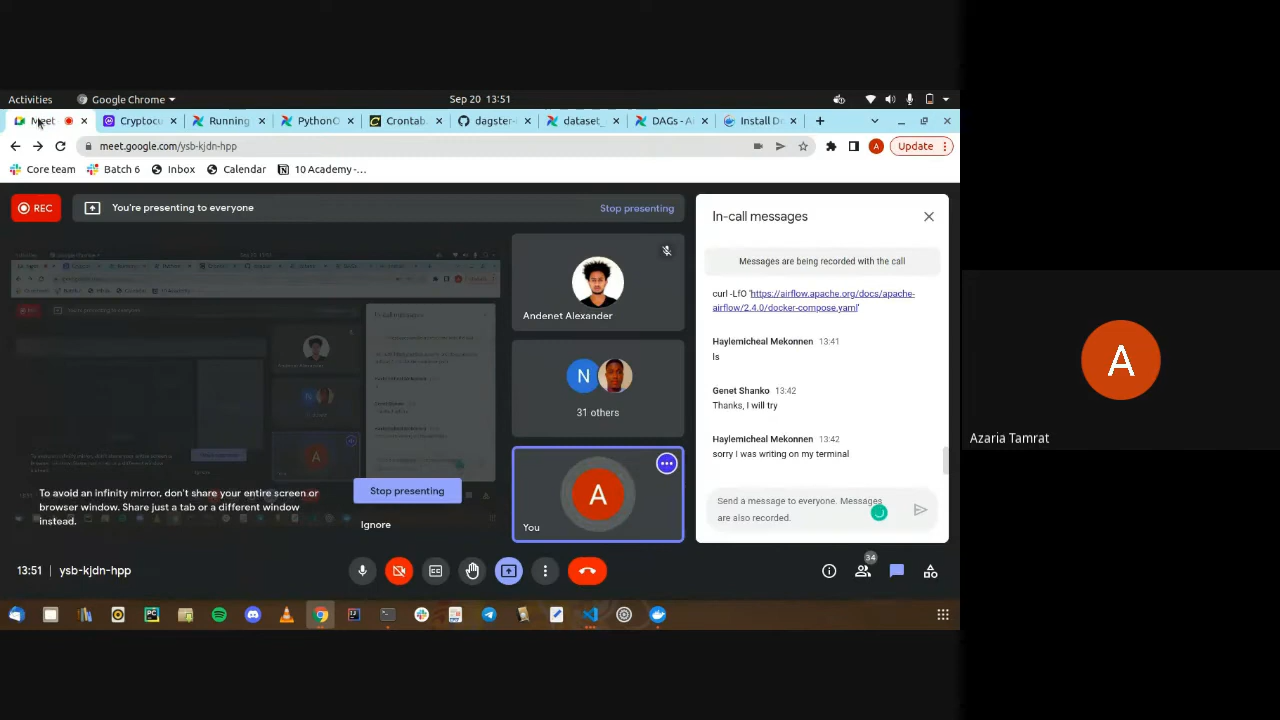 Activities
Google Chrome
Sep 20 13:51
Meet
Cryptocu
Running
PythonO
Crontab.
dagster-
dataset_
DAGs - Ai
Install Do
meet.google.com/ysb-kjdn-hpp
A
Update
Core team
Batch 6
Inbox
Calendar
10 Academy -...
REC
You're presenting to everyone
Stop presenting
To avoid an infinity mirror, don't share your entire screen or
browser window. Share just a tab or a different window
instead.
Stop presenting
Ignore
Andenet Alexander
N
31 others
A
You
In-call messages
Messages are being recorded with the call
curl -LfO 'https://airflow.apache.org/docs/apache-
airflow/2.4.0/docker-compose.yaml'
Haylemicheal Mekonnen 13:41
ls
Genet Shanko 13:42
Thanks, I will try
Haylemicheal Mekonnen 13:42
sorry I was writing on my terminal
Send a message to everyone. Messages
are also recorded.
13:51
ysb-kjdn-hpp
34
A
Azaria Tamrat